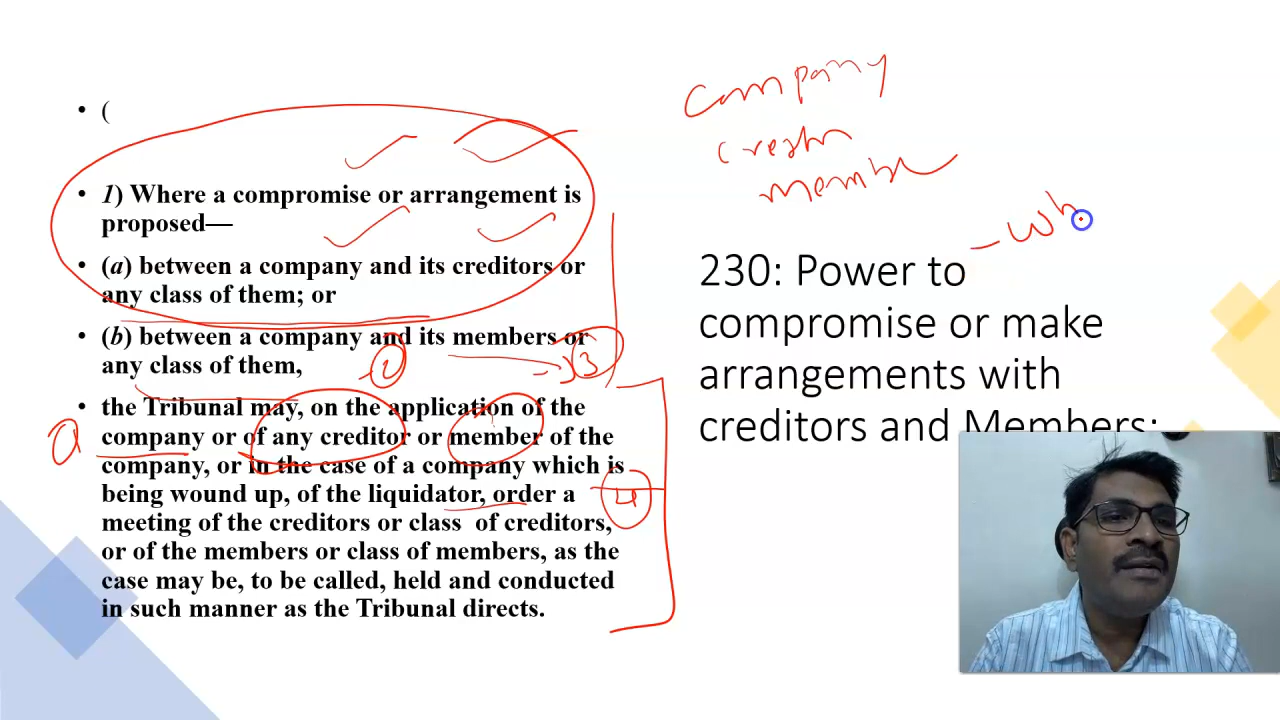 • (
• 1) Where a compromise or arrangement is
proposed—
• (a) between a company and its creditors or
any class of them; or
• (b) between a company and its members or
any class of them,
• the Tribunal may, on the application of the
company or of any creditor or member of the
company, or in the case of a company which is
being wound up, of the liquidator, order a
meeting of the creditors or class of creditors,
or of the members or class of members, as the
case may be, to be called, held and conducted
in such manner as the Tribunal directs.
a
2
3
4
Company
- wh
230: Power to
compromise or make
arrangements with
creditors and Members: